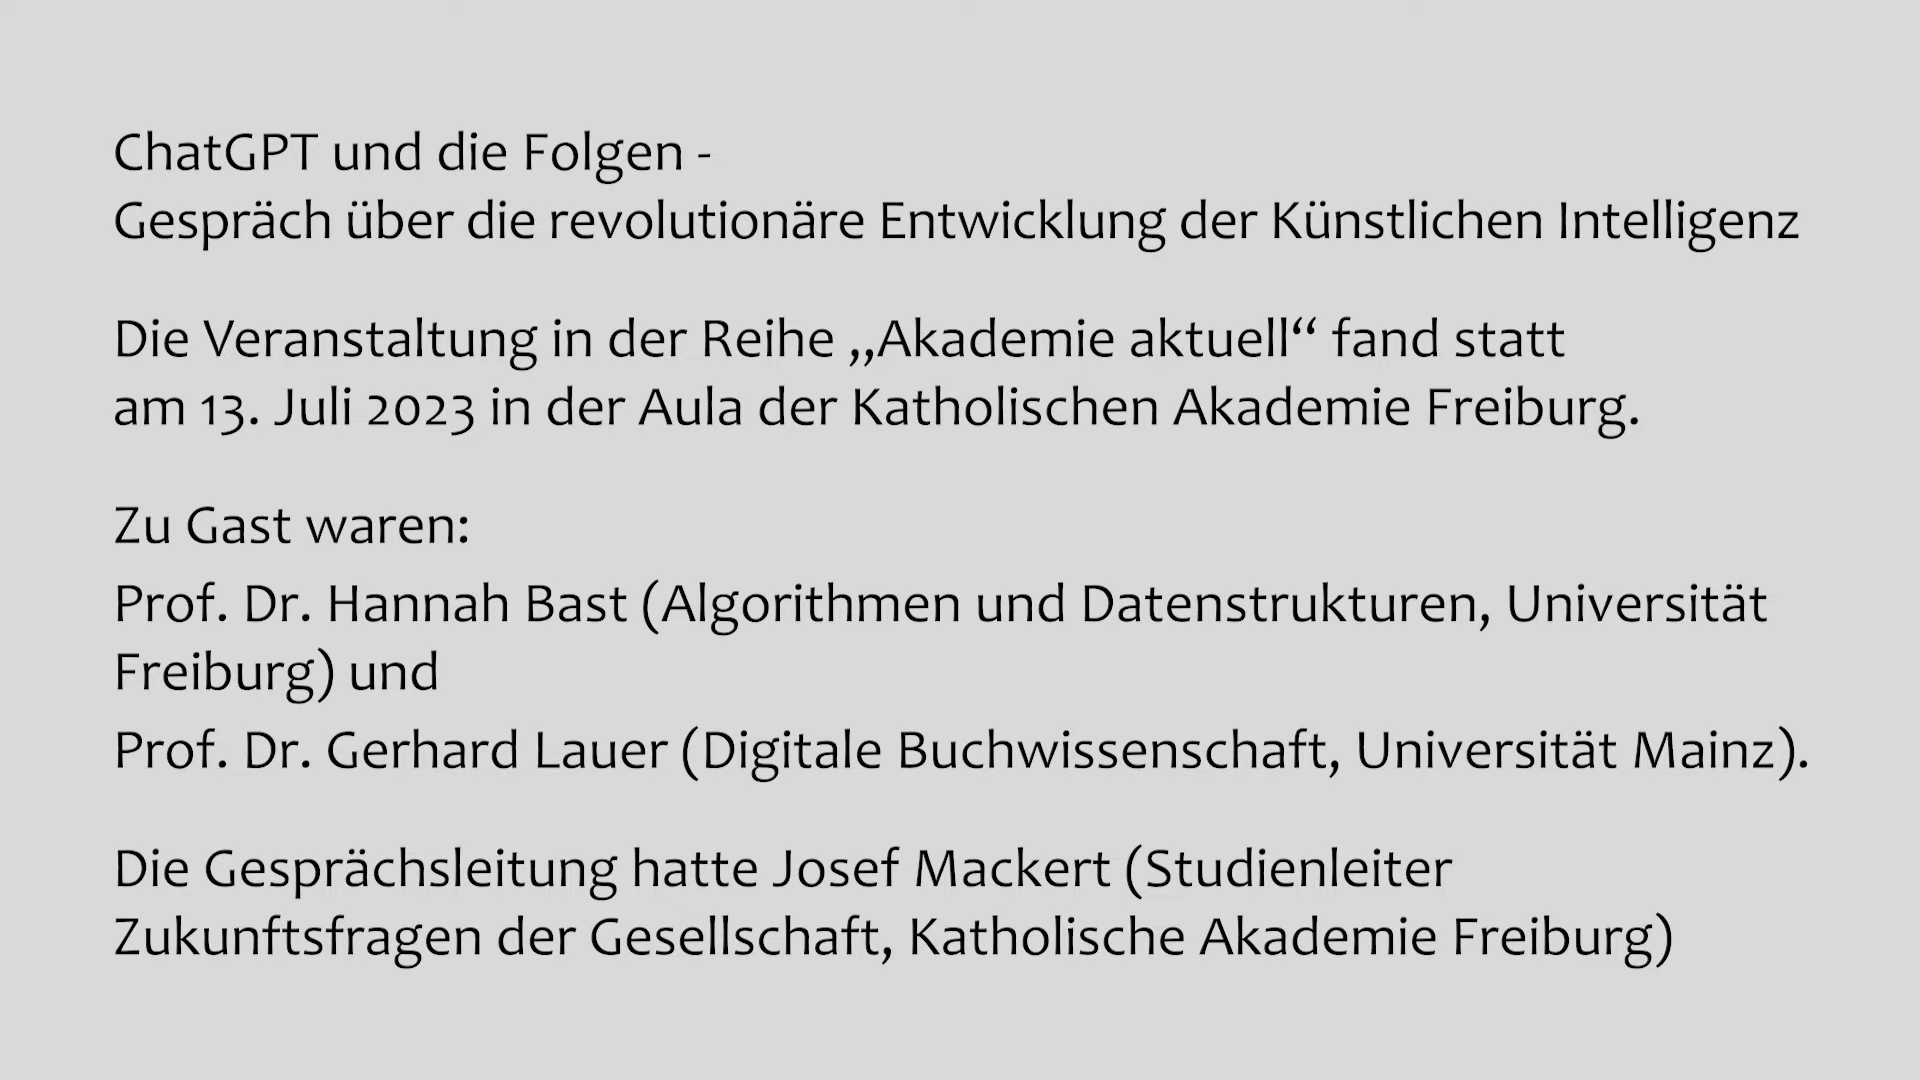 ChatGPT und die Folgen -
Gespräch über die revolutionäre Entwicklung der Künstlichen Intelligenz
Die Veranstaltung in der Reihe „Akademie aktuell“ fand statt
am 13. Juli 2023 in der Aula der Katholischen Akademie Freiburg.
Zu Gast waren:
Prof. Dr. Hannah Bast (Algorithmen und Datenstrukturen, Universität
Freiburg) und
Prof. Dr. Gerhard Lauer (Digitale Buchwissenschaft, Universität Mainz).
Die Gesprächsleitung hatte Josef Mackert (Studienleiter
Zukunftsfragen der Gesellschaft, Katholische Akademie Freiburg)